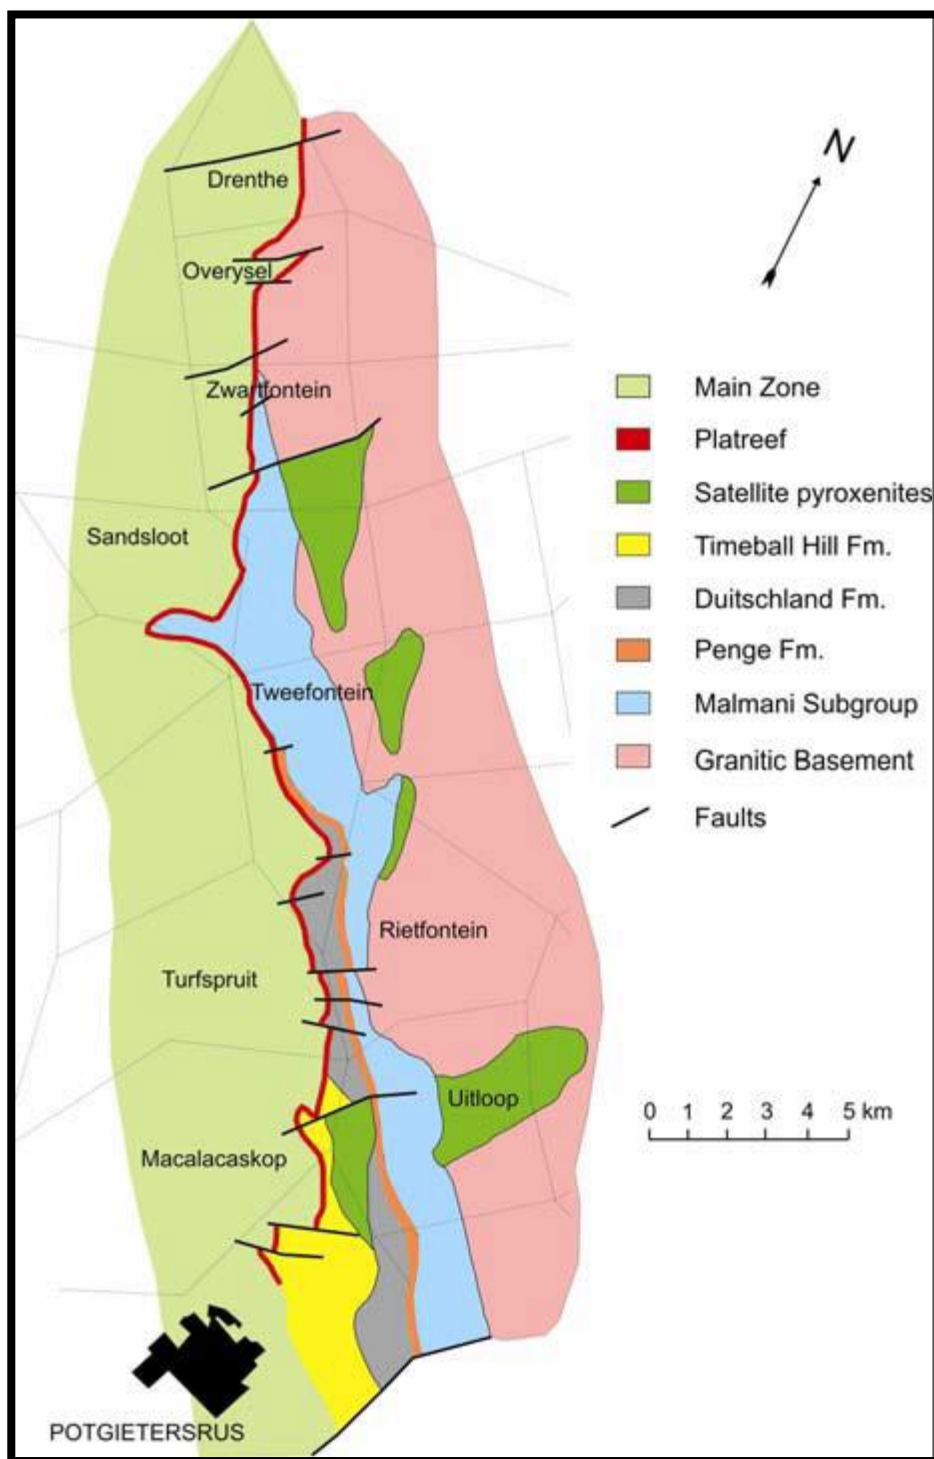 N
Drenthe
Overysel
Zwartfontein
Sandsloot
Tweefontein
Rietfontein
Turfspruit
Uitloop
Macalacaskop
POTGIETERSRUS
Main Zone
Platreef
Satellite pyroxenites
Timeball Hill Fm.
Duitschland Fm.
Penge Fm.
Malmani Subgroup
Granitic Basement
Faults
0 1 2 3 4 5 km